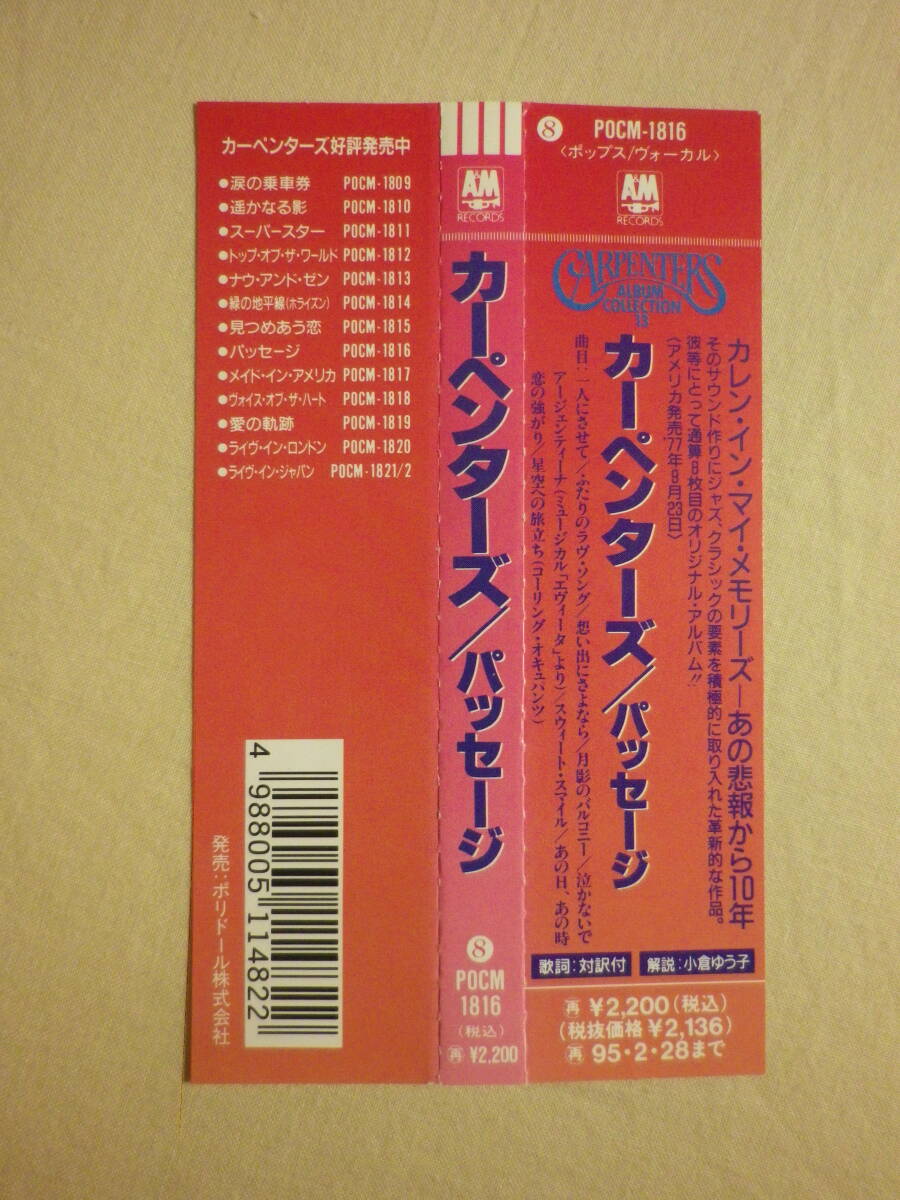 カーペンターズ好評発売中
●涙の乗車券 POCM-1809
●遥かなる影 POCM-1810
●スーパースター POCM-1811
●トップ・オブ・ザ・ワールド POCM-1812
●ナウ・アンド・ゼン POCM-1813
●緑の地平線(ホライズン) POCM-1814
●見つめあう恋 POCM-1815
●パッセージ POCM-1816
●メイド・イン・アメリカ POCM-1817
●ヴォイス・オブ・ザ・ハート POCM-1818
●愛の軌跡 POCM-1819
●ライヴ・イン・ロンドン POCM-1820
●ライヴ・イン・ジャパン POCM-1821/2
4 988005 114822
発売:ポリドール株式会社
A&M
RECORDS
カーペンターズ/パッセージ
8
POCM
1816
(税込)
再 ¥2,200
8 POCM-1816
〈ポップス/ヴォーカル〉
A&M
RECORDS
CARPENTERS
ALBUM
COLLECTION
13
カレン・イン・マイ・メモリーズ―あの悲報から10年
そのサウンド作りにジャズ、クラシックの要素を積極的に取り入れた革新的な作品。
彼等にとって通算8枚目のオリジナル・アルバム!!
〈アメリカ発売'77年9月23日〉
カーペンターズ/パッセージ
曲目:二人にさせて/ふたりのラヴ・ソング/想い出にさよなら/月影のバルコニー/泣かないで
アージェンティーナ(ミュージカル「エヴィータ」より)/スウィート・スマイル/あの日、あの時
恋の強がり/星空への旅立ち(コーリング・オキュパンツ)
歌詞:対訳付
解説:小倉ゆう子
再 ¥2,200(税込)
(税抜価格 ¥2,136)
再 95・2・28まで